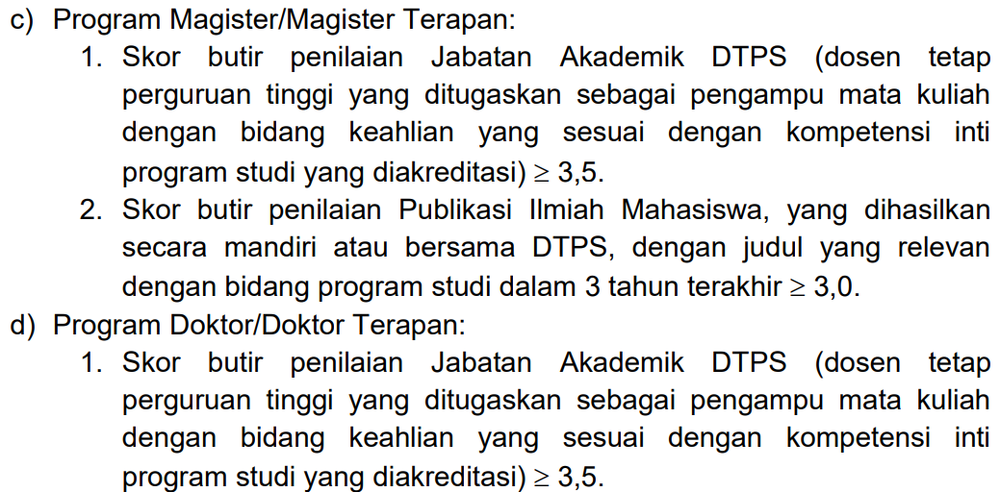 c) Program Magister/Magister Terapan:
1. Skor butir penilaian Jabatan Akademik DTPS (dosen tetap
perguruan tinggi yang ditugaskan sebagai pengampu mata kuliah
dengan bidang keahlian yang sesuai dengan kompetensi inti
program studi yang diakreditasi) ≥ 3,5.
2. Skor butir penilaian Publikasi Ilmiah Mahasiswa, yang dihasilkan
secara mandiri atau bersama DTPS, dengan judul yang relevan
dengan bidang program studi dalam 3 tahun terakhir ≥ 3,0.
d) Program Doktor/Doktor Terapan:
1. Skor butir penilaian Jabatan Akademik DTPS (dosen tetap
perguruan tinggi yang ditugaskan sebagai pengampu mata kuliah
dengan bidang keahlian yang sesuai dengan kompetensi inti
program studi yang diakreditasi) ≥ 3,5.